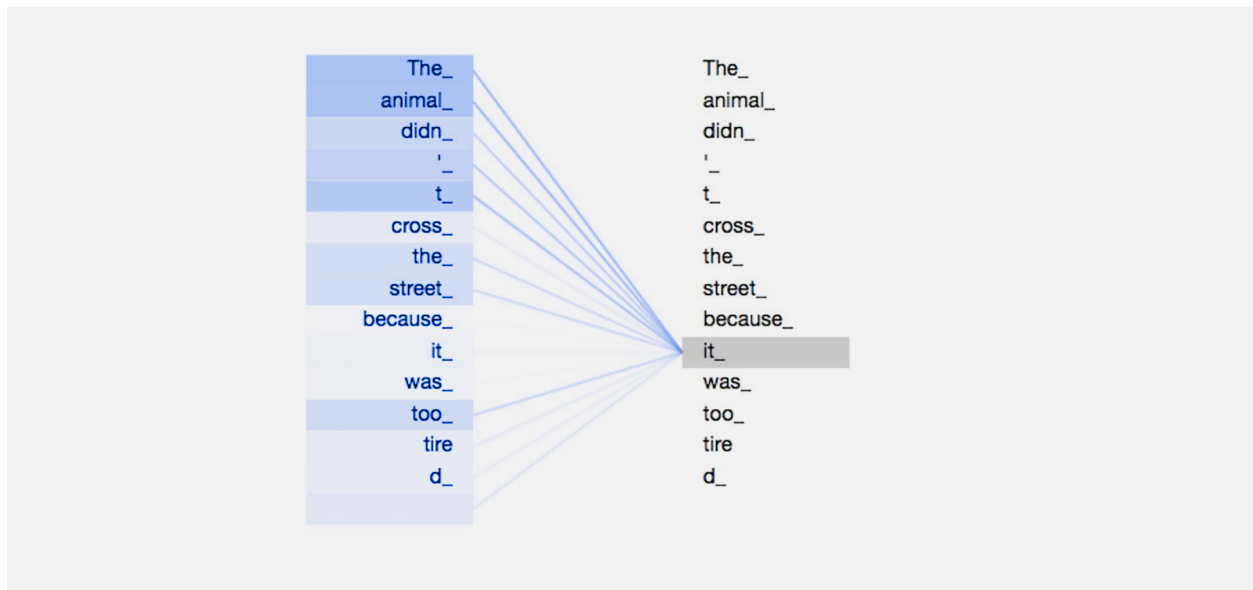 The_
animal_
didn_
'_
t_
cross_
the_
street_
because_
it_
was_
too_
tire
d_
The_
animal_
didn_
'_
t_
cross_
the_
street_
because_
it_
was_
too_
tire
d_